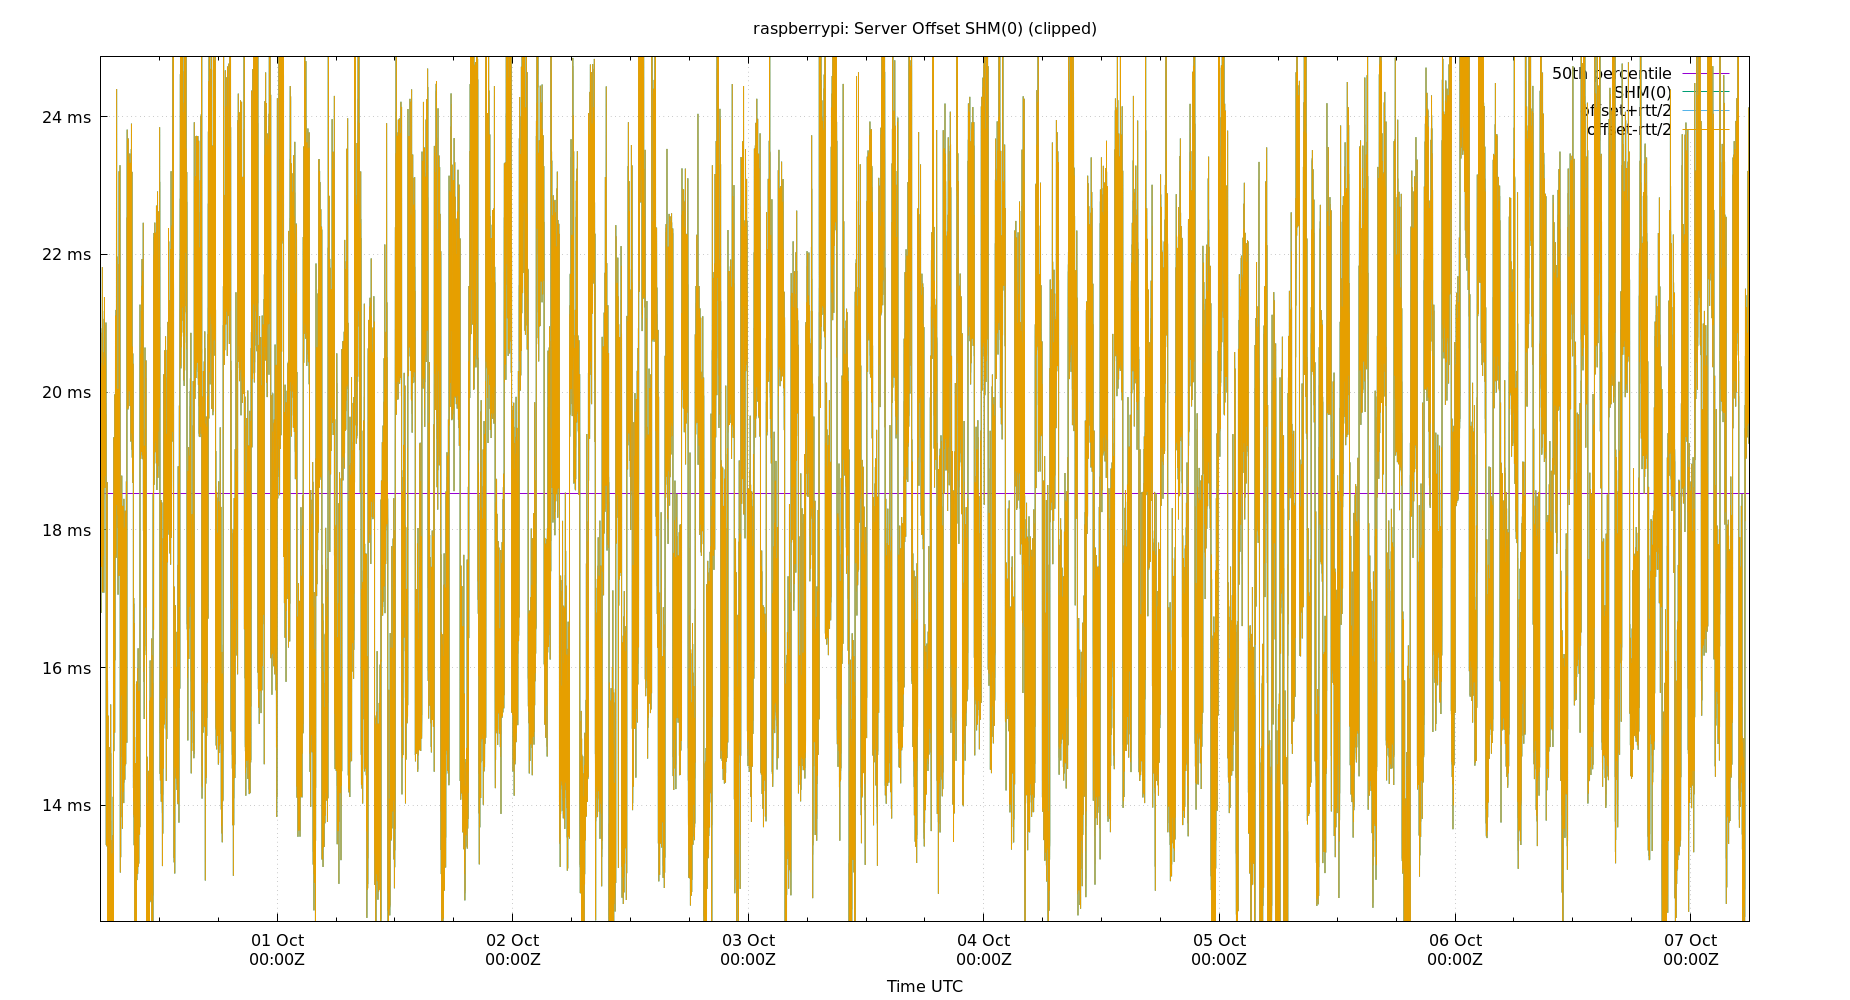 raspberrypi: Server Offset SHM(0) (clipped)
50th percentile
SHM(0)
offset+rtt/2
offset-rtt/2
24 ms
22 ms
20 ms
18 ms
16 ms
14 ms
01 Oct 02 Oct 03 Oct 04 Oct 05 Oct 06 Oct 07 Oct
00:00Z 00:00Z 00:00Z 00:00Z 00:00Z 00:00Z 00:00Z
Time UTC